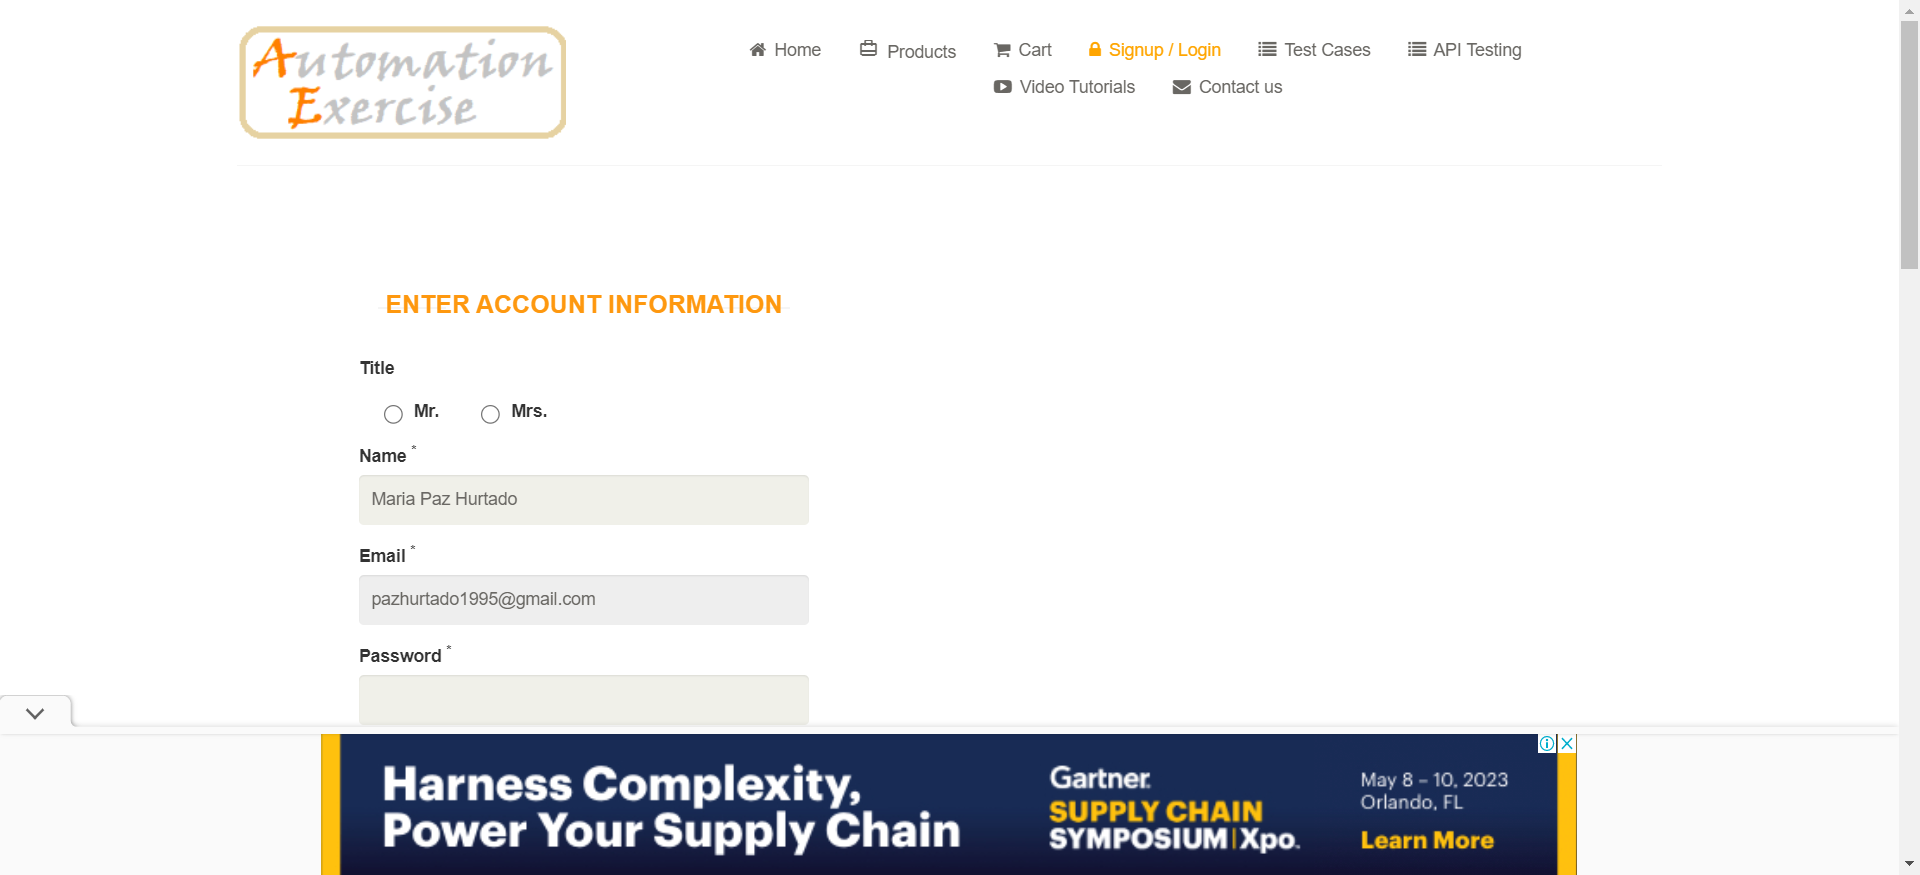 Automation
Exercise
Home
Products
Cart
Signup / Login
Test Cases
API Testing
Video Tutorials
Contact us
ENTER ACCOUNT INFORMATION
Title
Mr.
Mrs.
Name *
Maria Paz Hurtado
Email *
pazhurtado1995@gmail.com
Password *
Harness Complexity,
Power Your Supply Chain
Gartner
SUPPLY CHAIN
SYMPOSIUM|Xpo.
May 8 – 10, 2023
Orlando, FL
Learn More